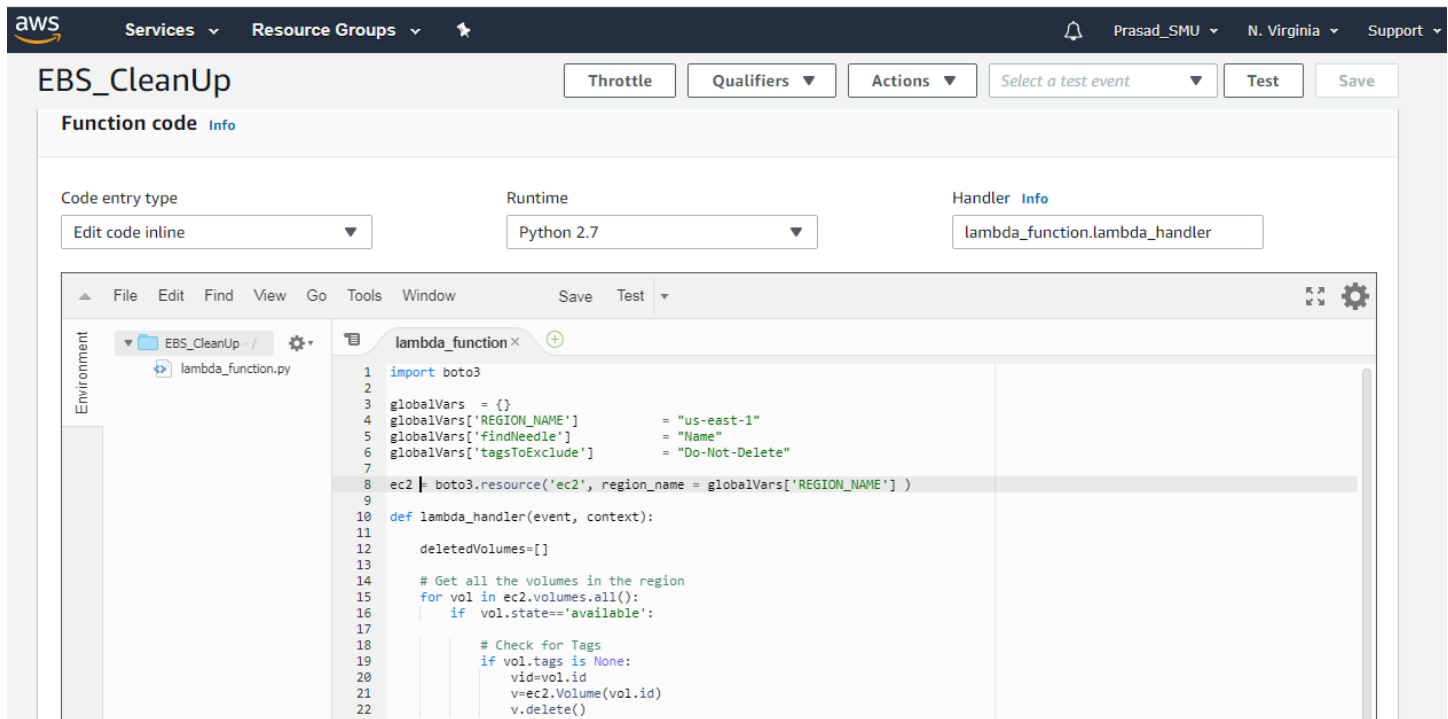 aws Services Resource Groups Prasad_SMU N. Virginia Support
EBS_CleanUp Throttle Qualifiers Actions Select a test event Test Save
Function code Info
Code entry type Runtime Handler Info
Edit code inline Python 2.7 lambda_function.lambda_handler
File Edit Find View Go Tools Window Save Test
Environment
EBS_CleanUp - /
lambda_function.py
lambda_function ×
1 import boto3
2
3 globalVars  = {}
4 globalVars['REGION_NAME']           = "us-east-1"
5 globalVars['findNeedle']            = "Name"
6 globalVars['tagsToExclude']         = "Do-Not-Delete"
7
8 ec2 = boto3.resource('ec2', region_name = globalVars['REGION_NAME'] )
9
10 def lambda_handler(event, context):
11
12     deletedVolumes=[]
13
14     # Get all the volumes in the region
15     for vol in ec2.volumes.all():
16         if  vol.state=='available':
17
18             # Check for Tags
19             if vol.tags is None:
20                 vid=vol.id
21                 v=ec2.Volume(vol.id)
22                 v.delete()